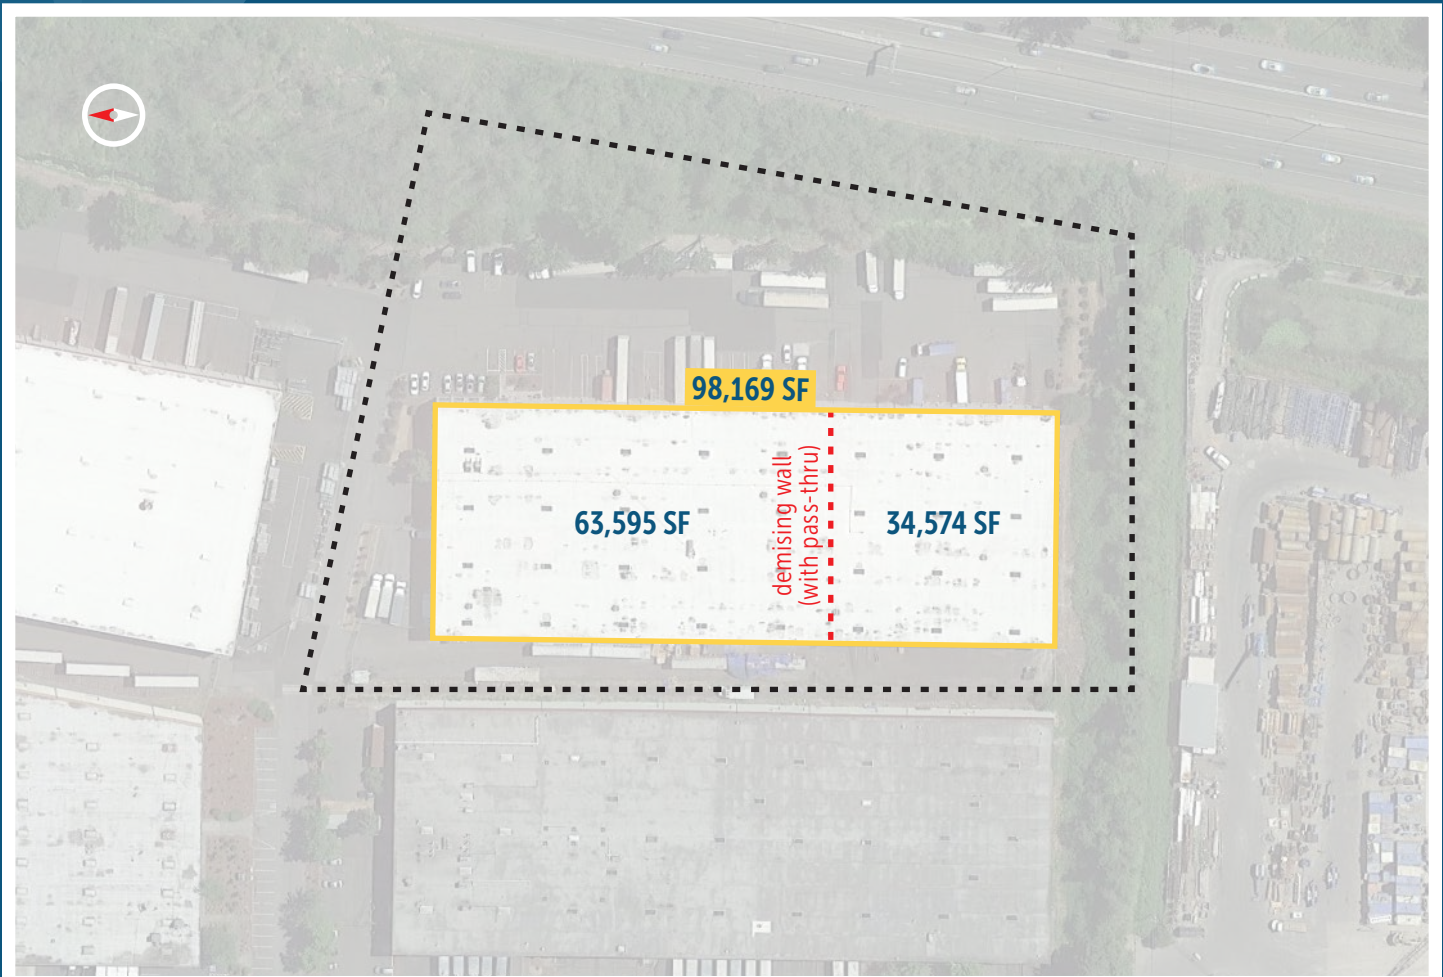 98,169 SF
63,595 SF
demising wall
(with pass-thru)
34,574 SF